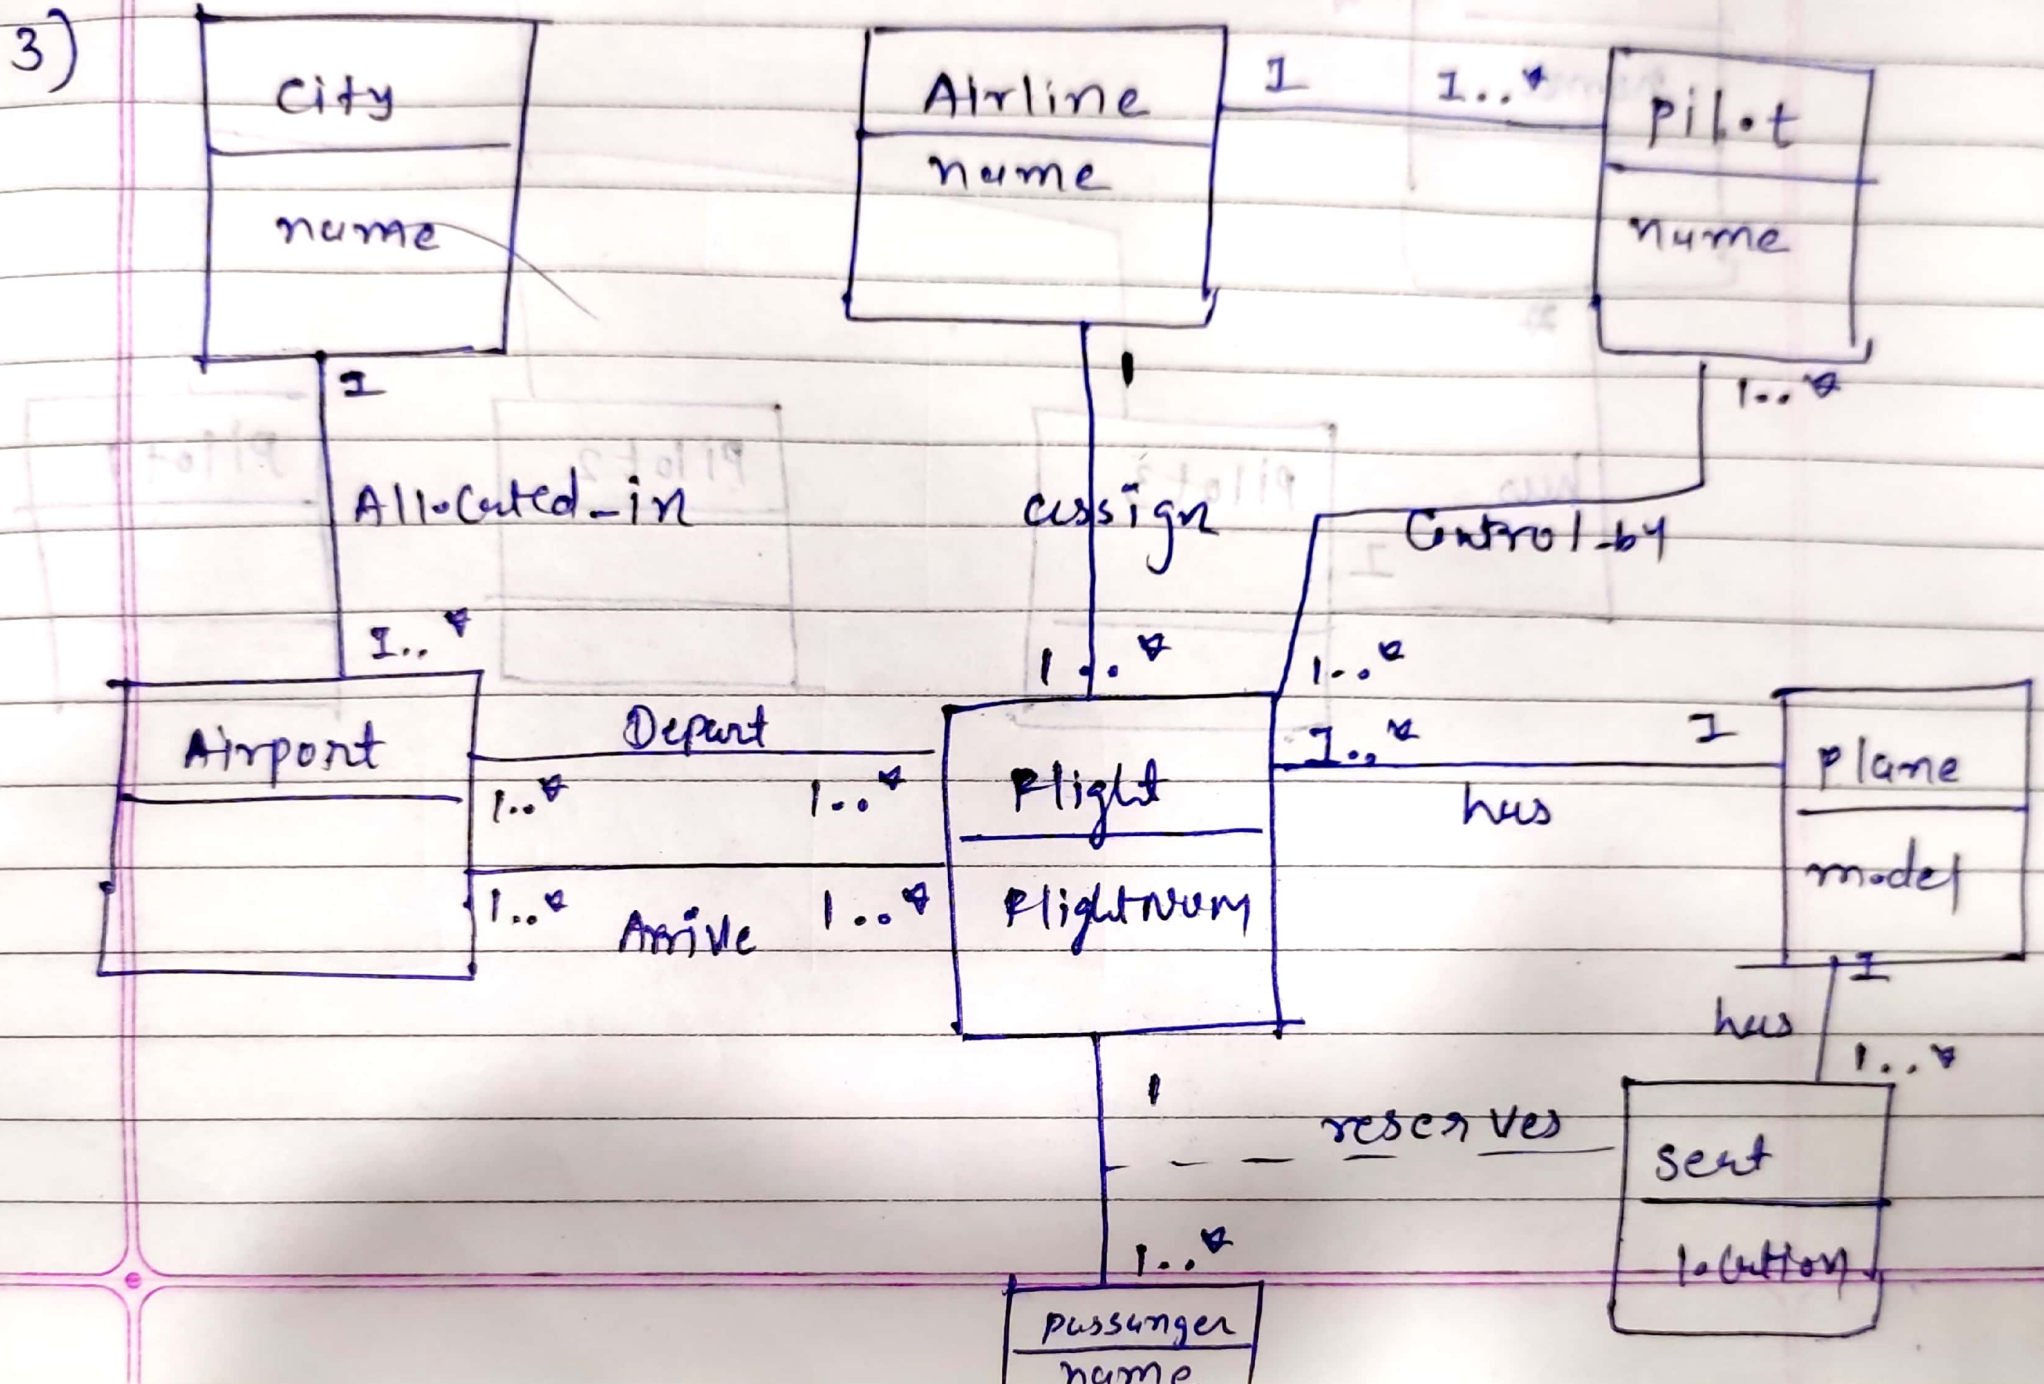 3)
City
name
Airline
name
1 1..*
Pilot
name
1
Allocated_in
1..*
1
assign
1..*
1..*
Control_by
1..*
Airport
Depart
1..* 1..*
1..* 1..*
Arrive
Flight
FlightNum
1..* 1
has
Plane
model
1
has
1..*
1
reserves
seat
location
1..*
passanger
name